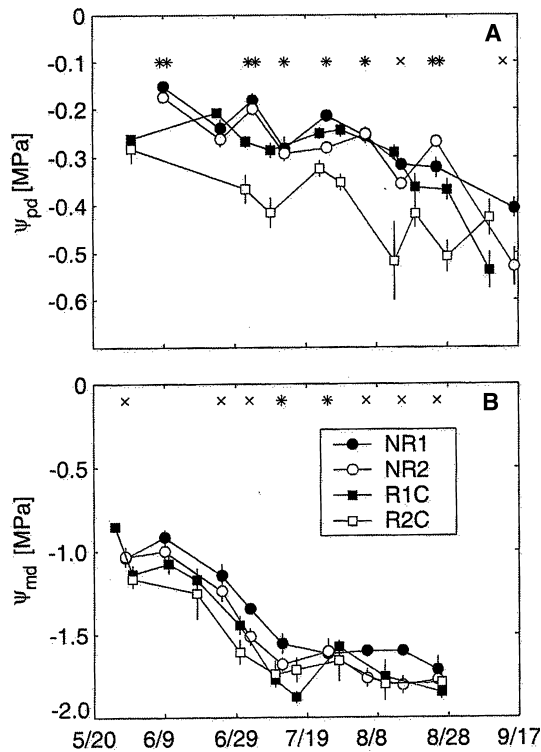 A
0
-0.1
-0.2
-0.3
-0.4
-0.5
-0.6
Ψpd [MPa]
** ** * * * × ** ×
B
0
-0.5
-1.0
-1.5
-2.0
Ψmd [MPa]
× × × * * × × ×
NR1
NR2
R1C
R2C
5/20 6/9 6/29 7/19 8/8 8/28 9/17